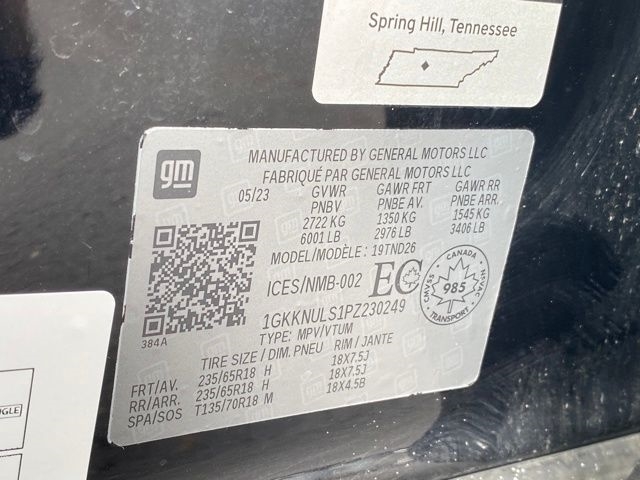 Spring Hill, Tennessee
gm
MANUFACTURED BY GENERAL MOTORS LLC
FABRIQUÉ PAR GENERAL MOTORS LLC
05/23 GVWR GAWR FRT GAWR RR
PNBV PNBE AV. PNBE ARR.
2722 KG 1350 KG 1545 KG
6001 LB 2976 LB 3406 LB
MODEL/MODÈLE: 19TND26
ICES/NMB-002 EC
CANADA
985
CMVSS
NSVAC
384A
1GKKNULS1PZ230249
TYPE: MPV/VTUM
TIRE SIZE / DIM. PNEU RIM / JANTE
FRT/AV. 235/65R18 H 18X7.5J
RR/ARR. 235/65R18 H 18X7.5J
SPA/SOS T135/70R18 M 18X4.5B